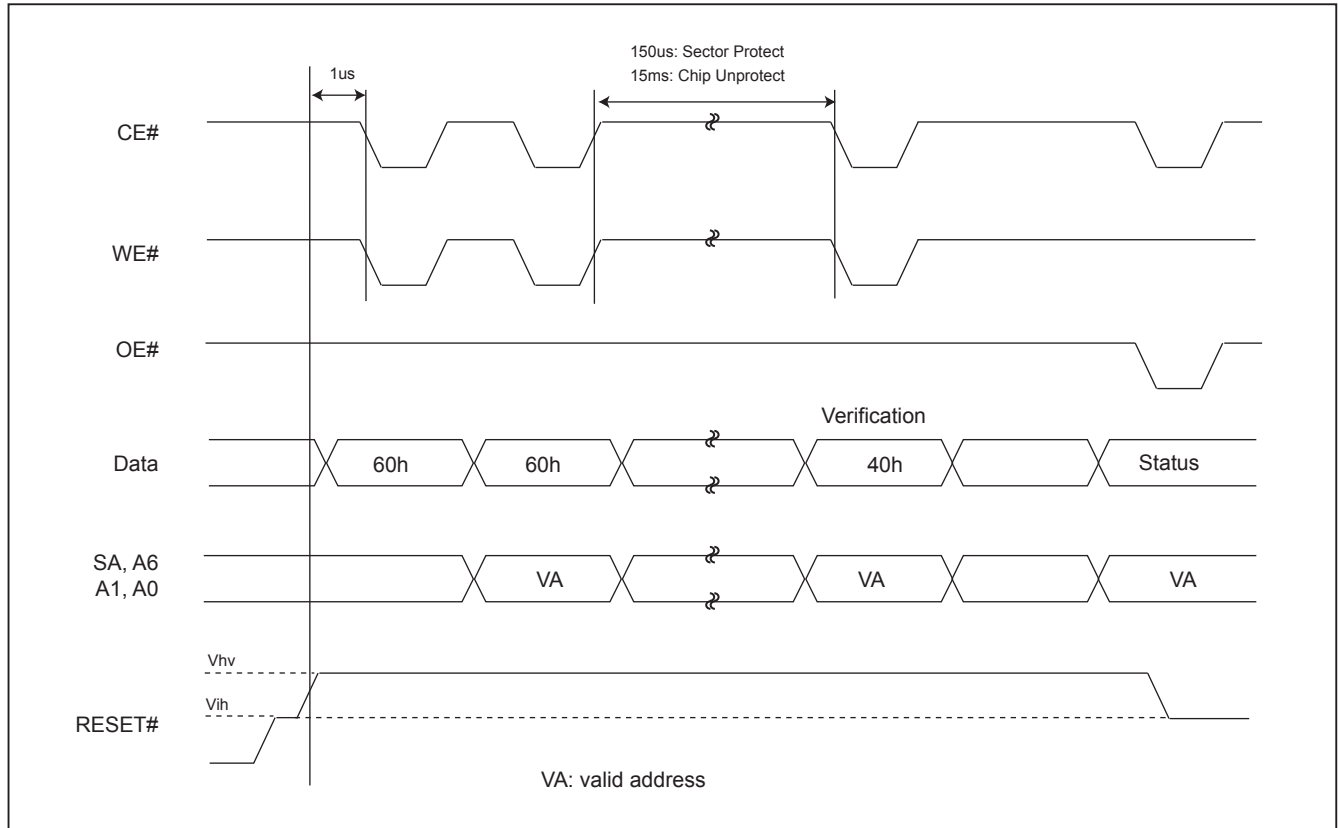 150us: Sector Protect
15ms: Chip Unprotect
1us
CE#
WE#
OE#
Verification
Data
60h
60h
40h
Status
SA, A6
A1, A0
VA
VA
VA
Vhv
Vih
RESET#
VA: valid address